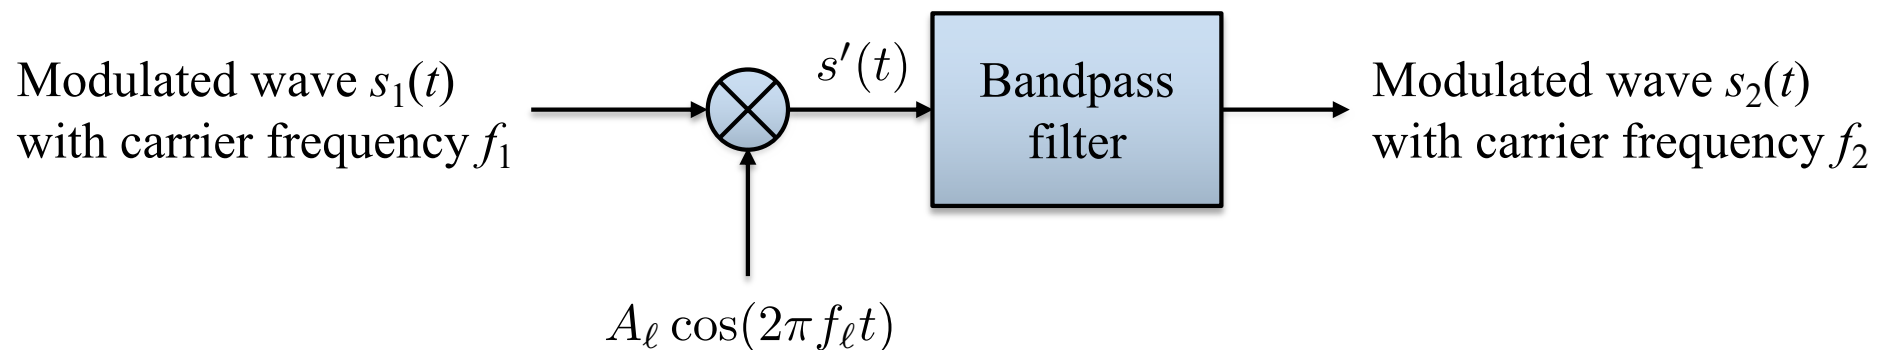 Modulated wave s₁(t)
with carrier frequency f₁
s′(t)
Bandpass
filter
Modulated wave s₂(t)
with carrier frequency f₂
A_ℓ cos(2πf_ℓt)